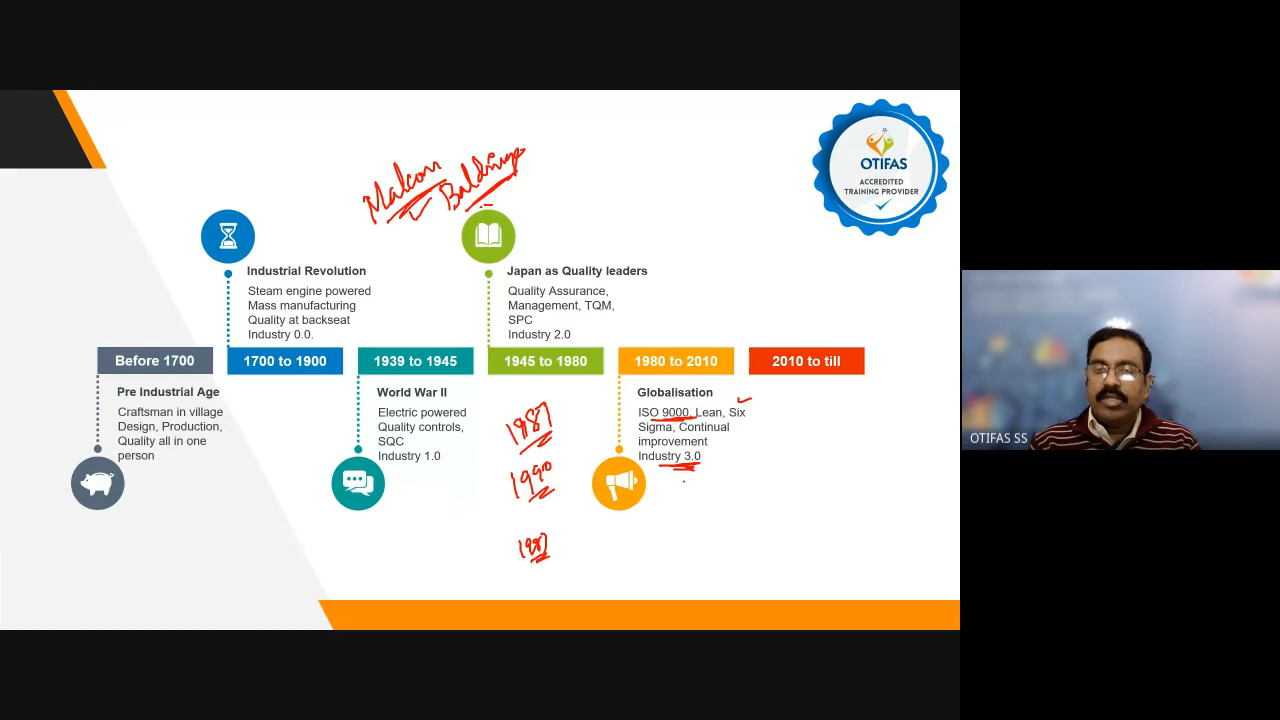 Malcom
Baldrige
OTIFAS
ACCREDITED
TRAINING PROVIDER
Industrial Revolution
Steam engine powered
Mass manufacturing
Quality at backseat
Industry 0.0.
Japan as Quality leaders
Quality Assurance,
Management, TQM,
SPC
Industry 2.0
Before 1700
1700 to 1900
1939 to 1945
1945 to 1980
1980 to 2010
2010 to till
Pre Industrial Age
Craftsman in village
Design, Production,
Quality all in one
person
World War II
Electric powered
Quality controls,
SQC
Industry 1.0
1987
1990
1987
Globalisation
ISO 9000, Lean, Six
Sigma, Continual
improvement
Industry 3.0
OTIFAS SS